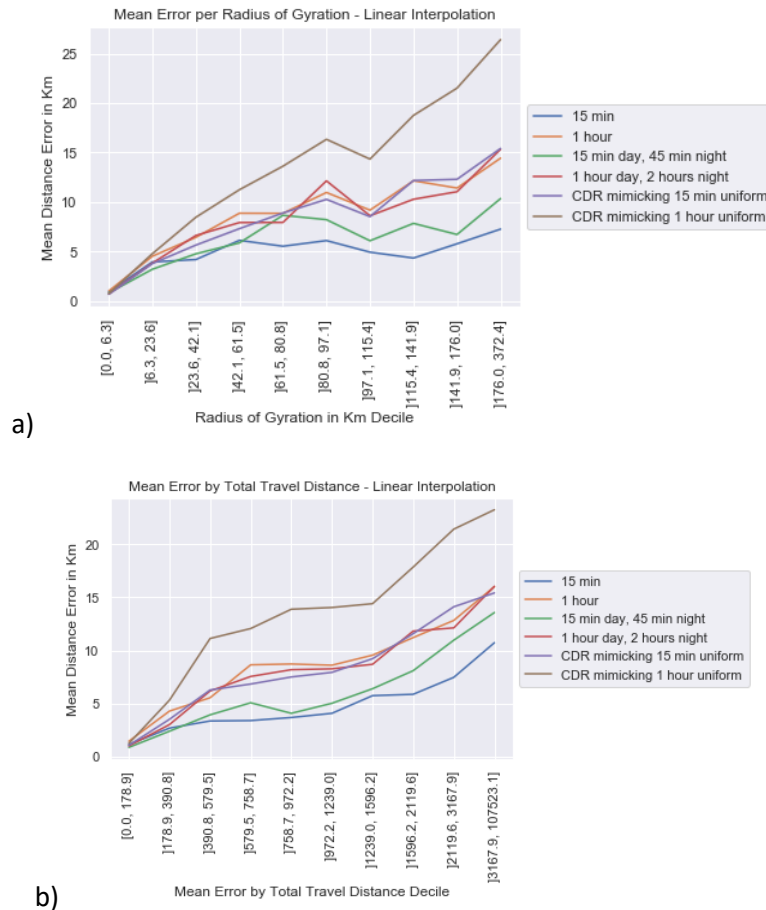 Mean Error per Radius of Gyration - Linear Interpolation
Mean Distance Error in Km
25
20
15
10
5
0
[0.0, 6.3]
]6.3, 23.6]
]23.6, 42.1]
]42.1, 61.5]
]61.5, 80.8]
]80.8, 97.1]
]97.1, 115.4]
]115.4, 141.9]
]141.9, 176.0]
]176.0, 372.4]
Radius of Gyration in Km Decile
15 min
1 hour
15 min day, 45 min night
1 hour day, 2 hours night
CDR mimicking 15 min uniform
CDR mimicking 1 hour uniform
a)
Mean Error by Total Travel Distance - Linear Interpolation
Mean Distance Error in Km
20
15
10
5
0
[0.0, 178.9]
]178.9, 390.8]
]390.8, 579.5]
]579.5, 758.7]
]758.7, 972.2]
]972.2, 1239.0]
]1239.0, 1596.2]
]1596.2, 2119.6]
]2119.6, 3167.9]
]3167.9, 107523.1]
Mean Error by Total Travel Distance Decile
15 min
1 hour
15 min day, 45 min night
1 hour day, 2 hours night
CDR mimicking 15 min uniform
CDR mimicking 1 hour uniform
b)